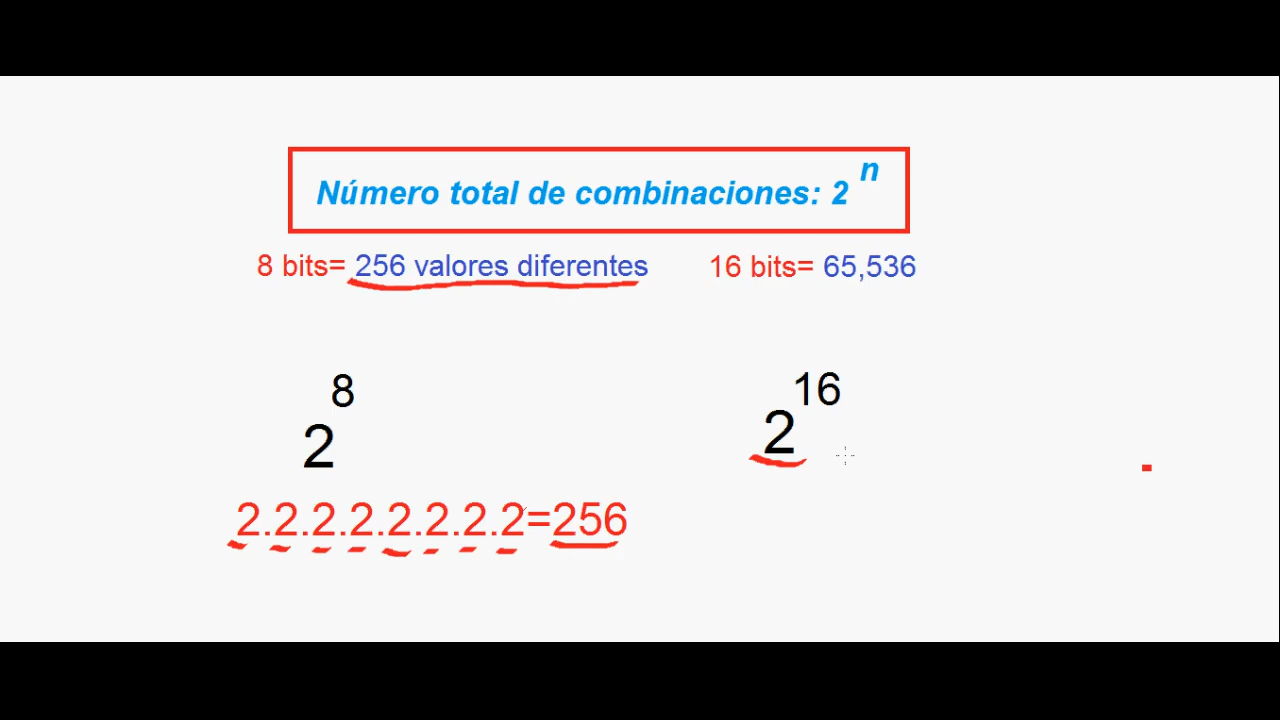 Número total de combinaciones: 2^n
8 bits= 256 valores diferentes
16 bits= 65,536
2^8
2^16
2.2.2.2.2.2.2.2=256